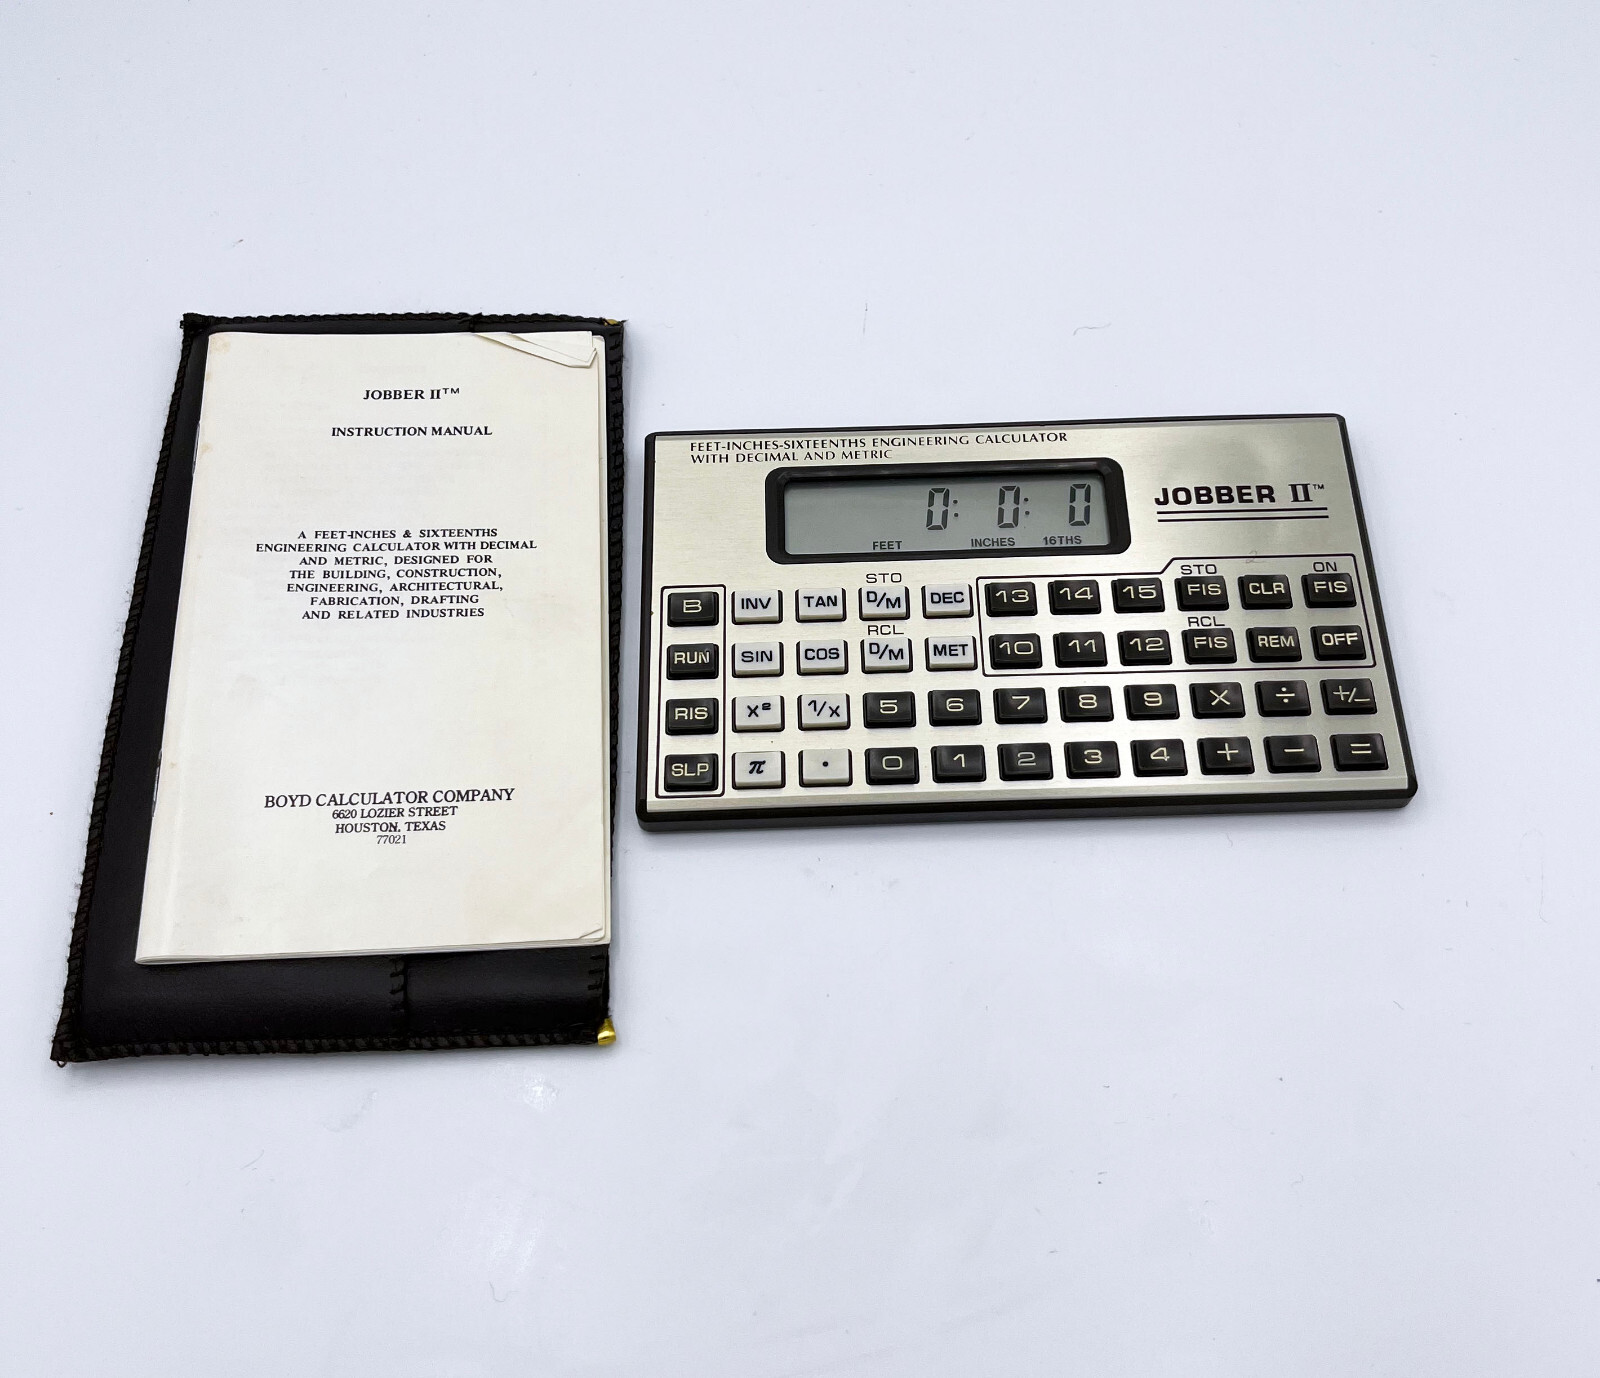 JOBBER II™
INSTRUCTION MANUAL
A FEET-INCHES & SIXTEENTHS
ENGINEERING CALCULATOR WITH DECIMAL
AND METRIC, DESIGNED FOR
THE BUILDING, CONSTRUCTION,
ENGINEERING, ARCHITECTURAL,
FABRICATION, DRAFTING
AND RELATED INDUSTRIES
BOYD CALCULATOR COMPANY
6620 LOZIER STREET
HOUSTON, TEXAS
77021
FEET-INCHES-SIXTEENTHS ENGINEERING CALCULATOR
WITH DECIMAL AND METRIC
0: 0: 0
FEET INCHES 16THS
JOBBER II™
STO STO ON
B INV TAN D/M DEC 13 14 15 FIS CLR FIS
RCL RCL
RUN SIN COS D/M MET 10 11 12 FIS REM OFF
RIS X² 1/X 5 6 7 8 9 X ÷ +/-
SLP π . 0 1 2 3 4 + − =